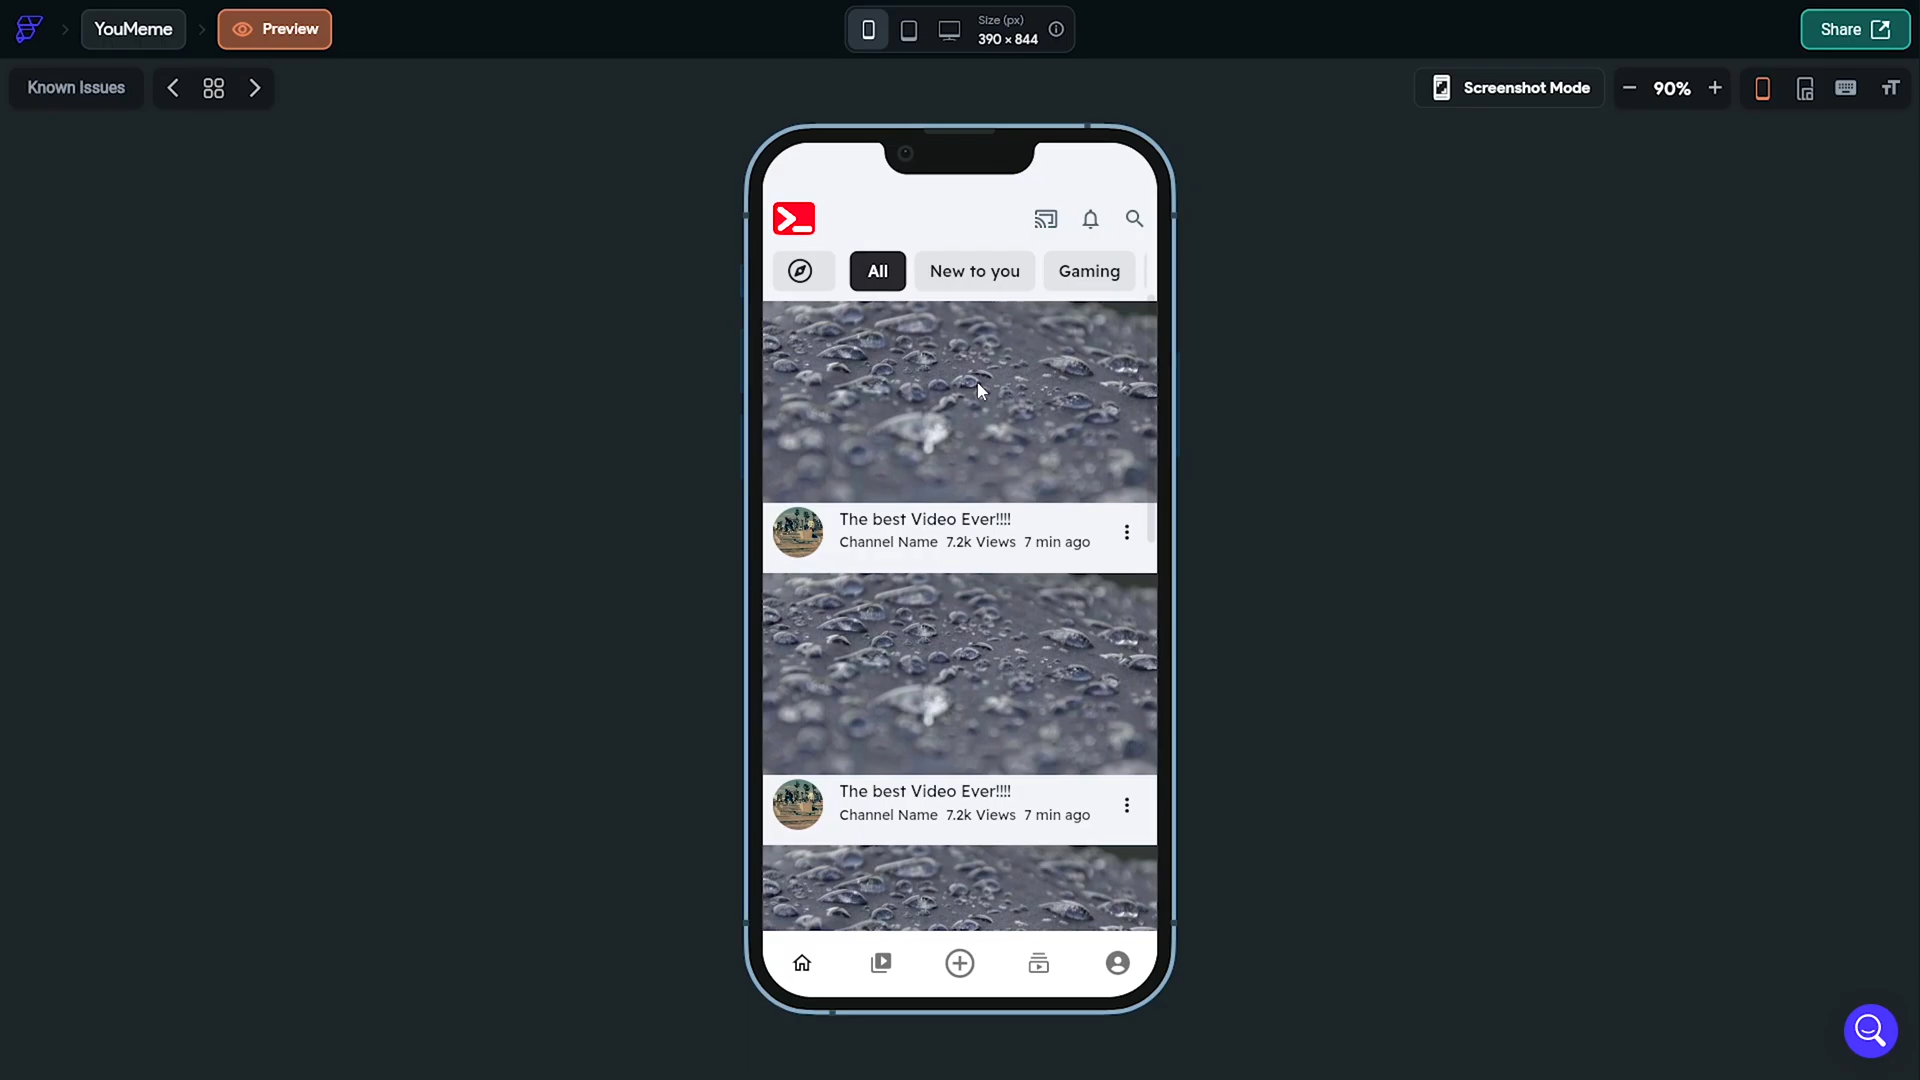 YouMeme
Preview
Size (px)
390 × 844
Share
Known Issues
Screenshot Mode
90%
All
New to you
Gaming
The best Video Ever!!!!
Channel Name 7.2k Views 7 min ago
The best Video Ever!!!!
Channel Name 7.2k Views 7 min ago